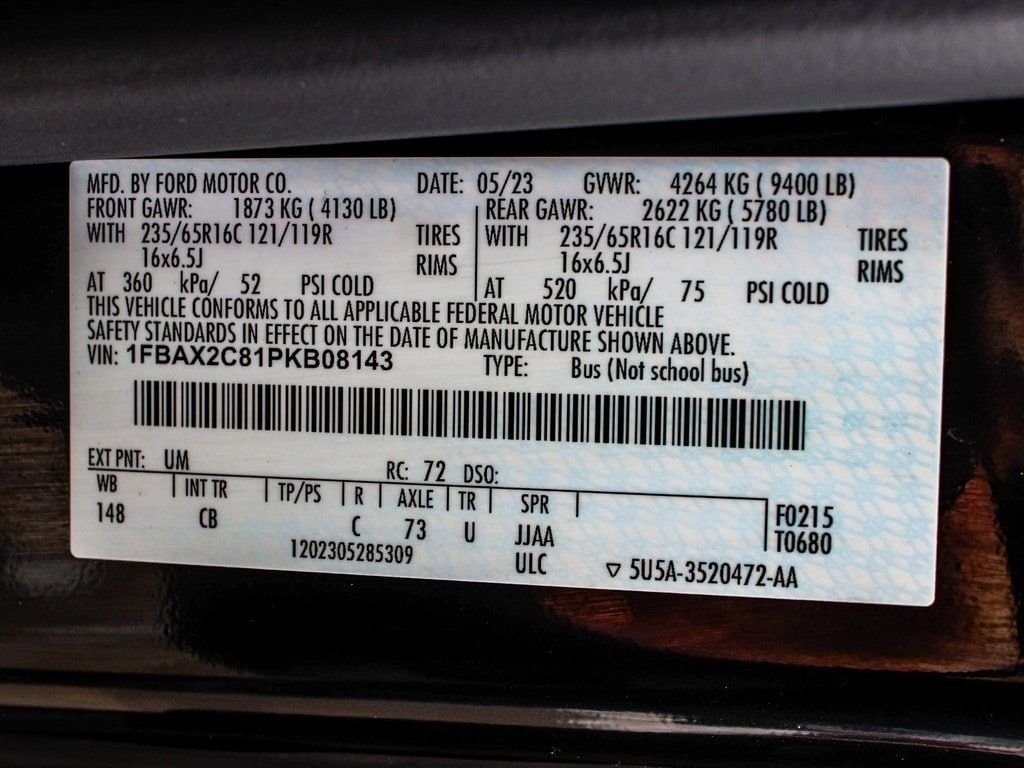 MFD. BY FORD MOTOR CO. DATE: 05/23 GVWR: 4264 KG ( 9400 LB)
FRONT GAWR: 1873 KG ( 4130 LB) REAR GAWR: 2622 KG ( 5780 LB)
WITH 235/65R16C 121/119R TIRES WITH 235/65R16C 121/119R TIRES
16x6.5J RIMS 16x6.5J RIMS
AT 360 kPa/ 52 PSI COLD AT 520 kPa/ 75 PSI COLD
THIS VEHICLE CONFORMS TO ALL APPLICABLE FEDERAL MOTOR VEHICLE
SAFETY STANDARDS IN EFFECT ON THE DATE OF MANUFACTURE SHOWN ABOVE.
VIN: 1FBAX2C81PKB08143 TYPE: Bus (Not school bus)
EXT PNT: UM RC: 72 DSO:
WB INT TR TP/PS R AXLE TR SPR F0215
148 CB C 73 U JJAA T0680
1202305285309 ULC ▽ 5U5A-3520472-AA